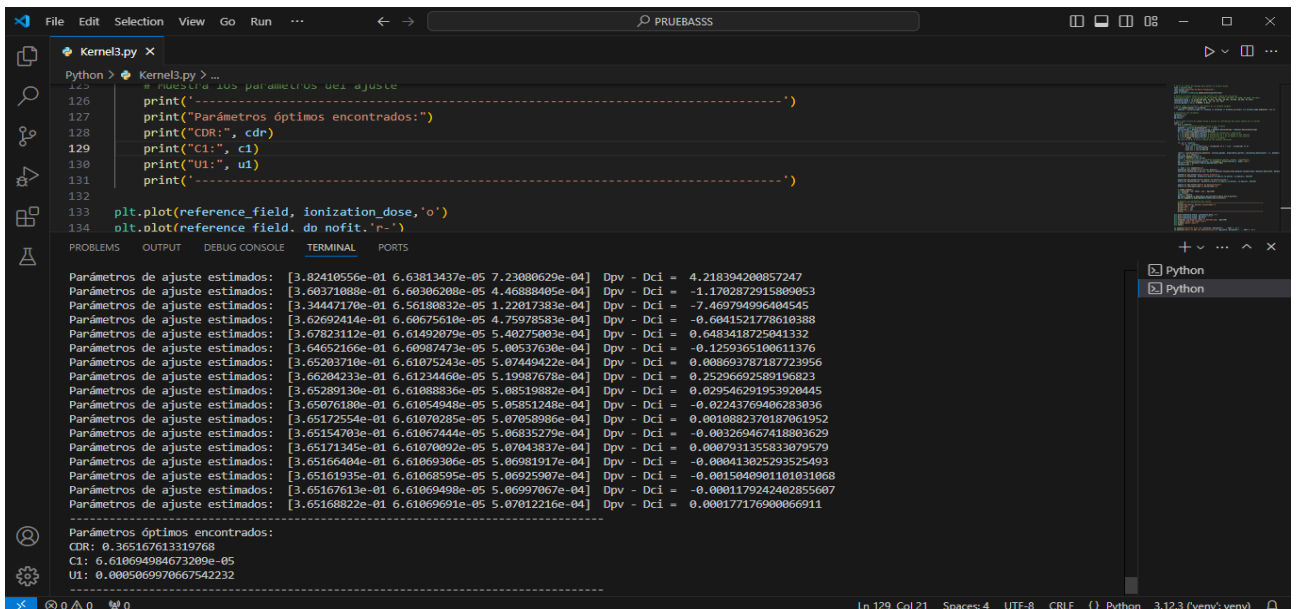 File Edit Selection View Go Run ··· ← → PRUEBASSS
Kernel3.py ×
Python > Kernel3.py > ...
125 # Muestra los parámetros del ajuste
126 print('-----------------------------------------------------------------------------')
127 print("Parámetros óptimos encontrados:")
128 print("CDR:", cdr)
129 print("C1:", c1)
130 print("U1:", u1)
131 print('-----------------------------------------------------------------------------')
132
133 plt.plot(reference_field, ionization_dose,'o')
134 plt.plot(reference_field, dp_nofit,'r-')
PROBLEMS OUTPUT DEBUG CONSOLE TERMINAL PORTS
Python
Python
Parámetros de ajuste estimados: [3.82410556e-01 6.63813437e-05 7.23080629e-04] Dpv - Dci = 4.218394200857247
Parámetros de ajuste estimados: [3.60371088e-01 6.60306208e-05 4.46888405e-04] Dpv - Dci = -1.1702872915809053
Parámetros de ajuste estimados: [3.34447170e-01 6.56180832e-05 1.22017383e-04] Dpv - Dci = -7.469794996404545
Parámetros de ajuste estimados: [3.62692414e-01 6.60675610e-05 4.75978583e-04] Dpv - Dci = -0.6041521778610388
Parámetros de ajuste estimados: [3.67823112e-01 6.61492079e-05 5.40275003e-04] Dpv - Dci = 0.6483418725041332
Parámetros de ajuste estimados: [3.64652166e-01 6.60987473e-05 5.00537630e-04] Dpv - Dci = -0.1259365100611376
Parámetros de ajuste estimados: [3.65203710e-01 6.61075243e-05 5.07449422e-04] Dpv - Dci = 0.008693787187723956
Parámetros de ajuste estimados: [3.66204233e-01 6.61234460e-05 5.19987678e-04] Dpv - Dci = 0.25296692589196823
Parámetros de ajuste estimados: [3.65289130e-01 6.61088836e-05 5.08519882e-04] Dpv - Dci = 0.029546291953920445
Parámetros de ajuste estimados: [3.65076180e-01 6.61054948e-05 5.05851248e-04] Dpv - Dci = -0.02243769406283036
Parámetros de ajuste estimados: [3.65172554e-01 6.61070285e-05 5.07058986e-04] Dpv - Dci = 0.0010882370187061952
Parámetros de ajuste estimados: [3.65154703e-01 6.61067444e-05 5.06835279e-04] Dpv - Dci = -0.003269467418803629
Parámetros de ajuste estimados: [3.65171345e-01 6.61070092e-05 5.07043837e-04] Dpv - Dci = 0.0007931355833079579
Parámetros de ajuste estimados: [3.65166404e-01 6.61069306e-05 5.06981917e-04] Dpv - Dci = -0.000413025293525493
Parámetros de ajuste estimados: [3.65161935e-01 6.61068595e-05 5.06925907e-04] Dpv - Dci = -0.0015040901101031068
Parámetros de ajuste estimados: [3.65167613e-01 6.61069498e-05 5.06997067e-04] Dpv - Dci = -0.0001179242402855607
Parámetros de ajuste estimados: [3.65168822e-01 6.61069691e-05 5.07012216e-04] Dpv - Dci = 0.000177176900066911
-----------------------------------------------------------------------------
Parámetros óptimos encontrados:
CDR: 0.365167613319768
C1: 6.610694984673209e-05
U1: 0.0005069970667542232
-----------------------------------------------------------------------------
0 0 0 Ln 129, Col 21 Spaces: 4 UTF-8 CRLF {} Python 3.12.3 ('venv': venv)